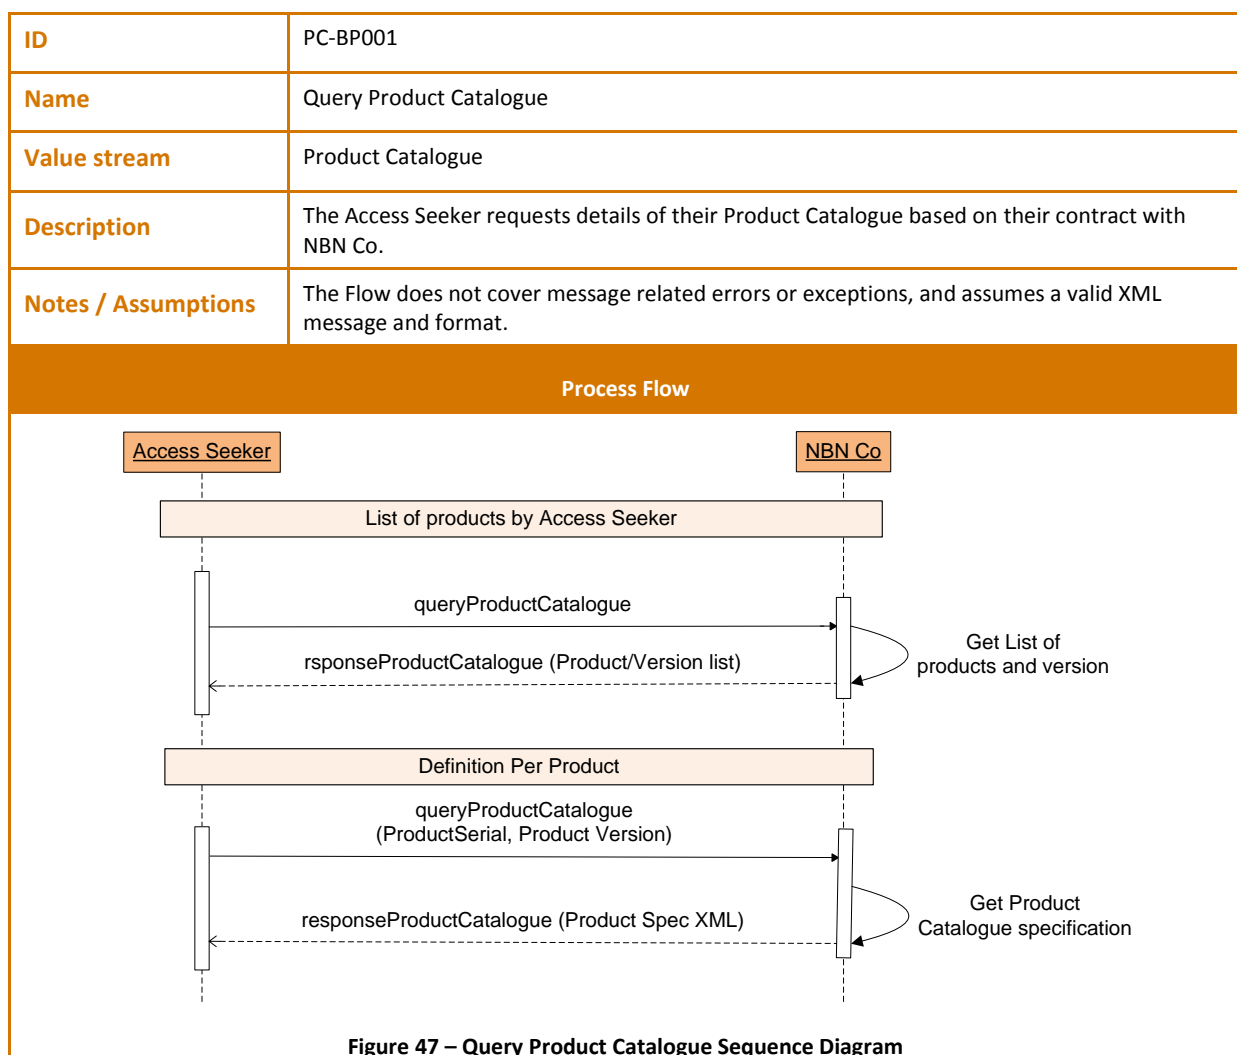 ID
PC-BP001
Name
Query Product Catalogue
Value stream
Product Catalogue
Description
The Access Seeker requests details of their Product Catalogue based on their contract with
NBN Co.
Notes / Assumptions
The Flow does not cover message related errors or exceptions, and assumes a valid XML
message and format.
Process Flow
Access Seeker
NBN Co
List of products by Access Seeker
queryProductCatalogue
Get List of
products and version
rsponseProductCatalogue (Product/Version list)
Definition Per Product
queryProductCatalogue
(ProductSerial, Product Version)
Get Product
Catalogue specification
responseProductCatalogue (Product Spec XML)
Figure 47 – Query Product Catalogue Sequence Diagram